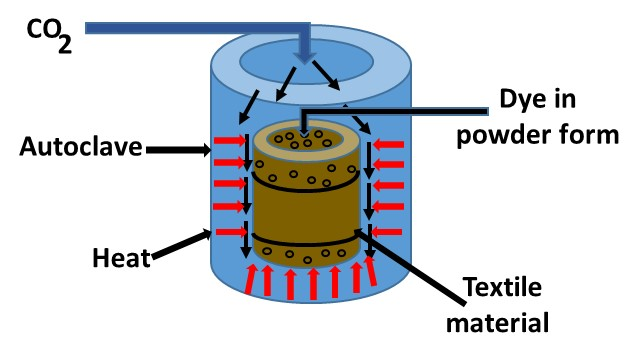 CO2
Dye in
powder form
Autoclave
Heat
Textile
material